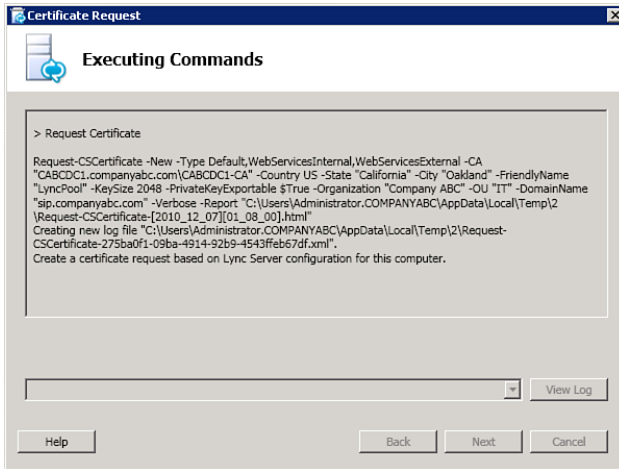 Certificate Request
Executing Commands
> Request Certificate
Request-CSCertificate -New -Type Default,WebServicesInternal,WebServicesExternal -CA
"CABCDC1.companyabc.com\CABCDC1-CA" -Country US -State "California" -City "Oakland" -FriendlyName
"LyncPool" -KeySize 2048 -PrivateKeyExportable $True -Organization "Company ABC" -OU "IT" -DomainName
"sip.companyabc.com" -Verbose -Report "C:\Users\Administrator.COMPANYABC\AppData\Local\Temp\2
\Request-CSCertificate-[2010_12_07][01_08_00].html"
Creating new log file "C:\Users\Administrator.COMPANYABC\AppData\Local\Temp\2\Request-
CSCertificate-275ba0f1-09ba-4914-92b9-4543ffeb67df.xml".
Create a certificate request based on Lync Server configuration for this computer.
View Log
Help
Back
Next
Cancel